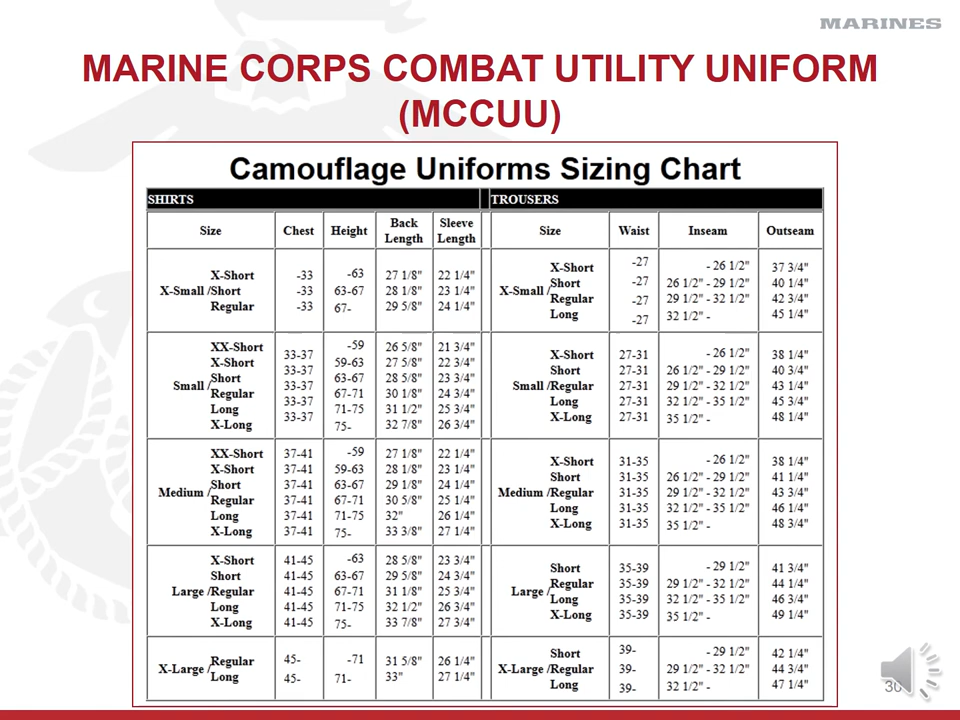 MARINES
MARINE CORPS COMBAT UTILITY UNIFORM
(MCCUU)
Camouflage Uniforms Sizing Chart
SHIRTS TROUSERS
Size Chest Height Back Length Sleeve Length Size Waist Inseam Outseam
X-Small / X-Short -33 -63 27 1/8" 22 1/4"
Short -33 63-67 28 1/8" 23 1/4"
Regular -33 67- 29 5/8" 24 1/4"
X-Small / X-Short -27 - 26 1/2" 37 3/4"
Short -27 26 1/2" - 29 1/2" 40 1/4"
Regular -27 29 1/2" - 32 1/2" 42 3/4"
Long -27 32 1/2" - 45 1/4"
Small / XX-Short 33-37 -59 26 5/8" 21 3/4"
X-Short 33-37 59-63 27 5/8" 22 3/4"
Short 33-37 63-67 28 5/8" 23 3/4"
Regular 33-37 67-71 30 1/8" 24 3/4"
Long 33-37 71-75 31 1/2" 25 3/4"
X-Long 75- 32 7/8" 26 3/4"
Small / X-Short 27-31 - 26 1/2" 38 1/4"
Short 27-31 26 1/2" - 29 1/2" 40 3/4"
Regular 27-31 29 1/2" - 32 1/2" 43 1/4"
Long 27-31 32 1/2" - 35 1/2" 45 3/4"
X-Long 27-31 35 1/2" - 48 1/4"
Medium / XX-Short 37-41 -59 27 1/8" 22 1/4"
X-Short 37-41 59-63 28 1/8" 23 1/4"
Short 37-41 63-67 29 1/8" 24 1/4"
Regular 37-41 67-71 30 5/8" 25 1/4"
Long 37-41 71-75 32" 26 1/4"
X-Long 37-41 75- 33 3/8" 27 1/4"
Medium / X-Short 31-35 - 26 1/2" 38 1/4"
Short 31-35 26 1/2" - 29 1/2" 41 1/4"
Regular 31-35 29 1/2" - 32 1/2" 43 3/4"
Long 31-35 32 1/2" - 35 1/2" 46 1/4"
X-Long 31-35 35 1/2" - 48 3/4"
Large / X-Short 41-45 -63 28 5/8" 23 3/4"
Short 41-45 63-67 29 5/8" 24 3/4"
Regular 41-45 67-71 31 1/8" 25 3/4"
Long 41-45 71-75 32 1/2" 26 3/4"
X-Long 41-45 75- 33 7/8" 27 3/4"
Large / Short 35-39 - 29 1/2" 41 3/4"
Regular 35-39 29 1/2" - 32 1/2" 44 1/4"
Long 35-39 32 1/2" - 35 1/2" 46 3/4"
X-Long 35-39 35 1/2" - 49 1/4"
X-Large / Regular 45- -71 31 5/8" 26 1/4"
Long 45- 71- 33" 27 1/4"
X-Large / Short 39- - 29 1/2" 42 1/4"
Regular 39- 29 1/2" - 32 1/2" 44 3/4"
Long 39- 32 1/2" - 47 1/4"